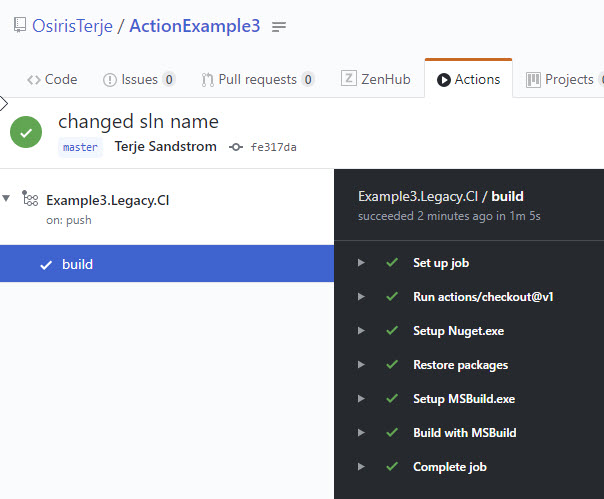 OsirisTerje / ActionExample3
Code Issues 0 Pull requests 0 ZenHub Actions Projects
changed sln name
master Terje Sandstrom fe317da
Example3.Legacy.CI
on: push
build
Example3.Legacy.CI / build
succeeded 2 minutes ago in 1m 5s
Set up job
Run actions/checkout@v1
Setup Nuget.exe
Restore packages
Setup MSBuild.exe
Build with MSBuild
Complete job